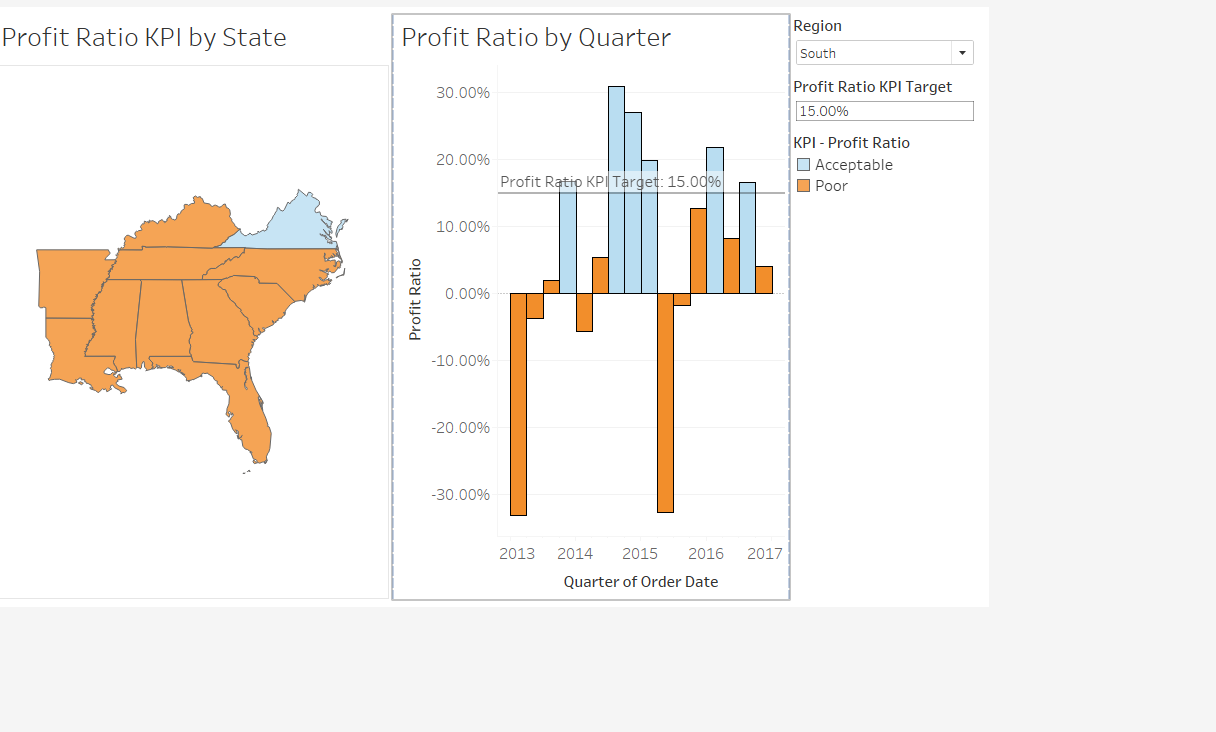 Profit Ratio KPI by State
Profit Ratio by Quarter
Profit Ratio
30.00%
20.00%
10.00%
0.00%
-10.00%
-20.00%
-30.00%
Profit Ratio KPI Target: 15.00%
2013 2014 2015 2016 2017
Quarter of Order Date
Region
South
Profit Ratio KPI Target
15.00%
KPI - Profit Ratio
Acceptable
Poor